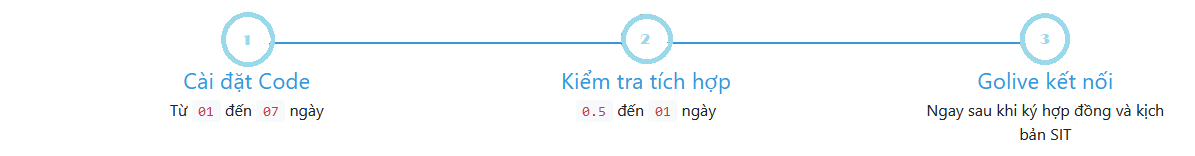 1
2
3
Cài đặt Code
Kiểm tra tích hợp
Golive kết nối
Từ 01 đến 07 ngày
0.5 đến 01 ngày
Ngay sau khi ký hợp đồng và kịch
bản SIT